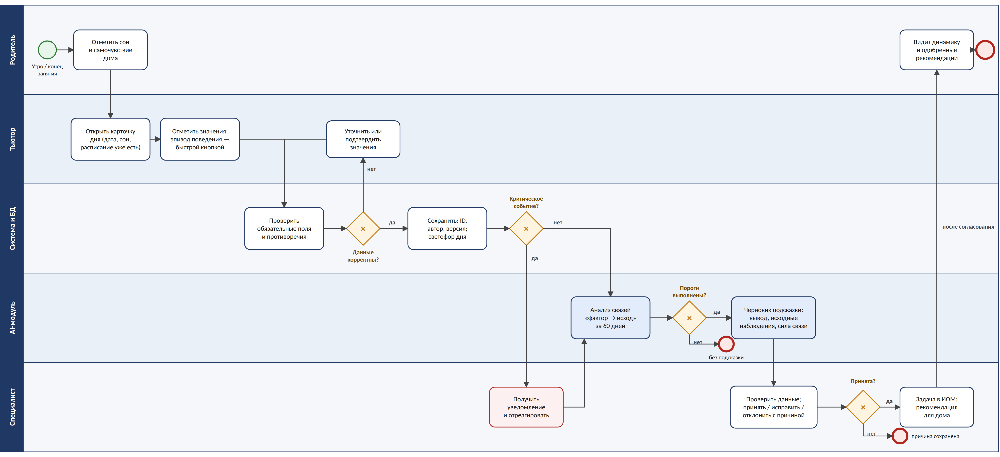 Родитель
Утро / конец
занятия
Отметить сон
и самочувствие
дома
Видит динамику
и одобренные
рекомендации
Тьютор
Открыть карточку
дня (дата, сон,
расписание уже есть)
Отметить значения;
эпизод поведения —
быстрой кнопкой
Уточнить или
подтвердить
значения
нет
Система и БД
Проверить
обязательные поля
и противоречия
×
Данные
корректны?
да
Сохранить: ID,
автор, версия;
светофор дня
Критическое
событие?
×
нет
да
после согласования
AI-модуль
Анализ связей
«фактор → исход»
за 60 дней
Пороги
выполнены?
×
да
нет
без подсказки
Черновик подсказки:
вывод, исходные
наблюдения, сила связи
Специалист
Получить
уведомление
и отреагировать
Проверить данные;
принять / исправить /
отклонить с причиной
Принята?
×
да
нет
Задача в ИОМ;
рекомендация
для дома
причина сохранена